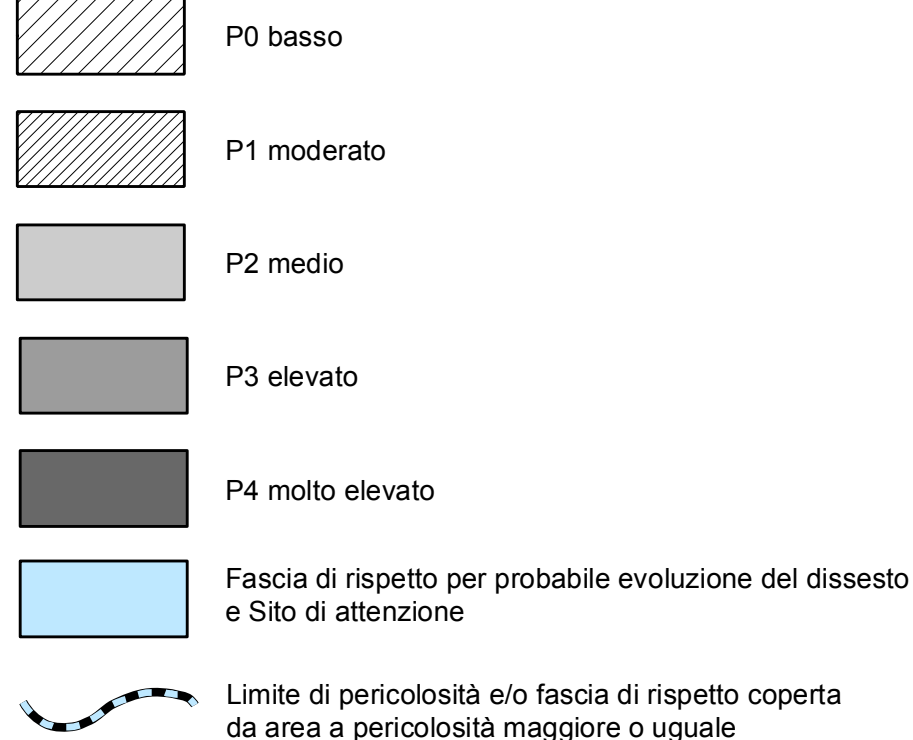 P0 basso
P1 moderato
P2 medio
P3 elevato
P4 molto elevato
Fascia di rispetto per probabile evoluzione del dissesto
e Sito di attenzione
Limite di pericolosità e/o fascia di rispetto coperta
da area a pericolosità maggiore o uguale